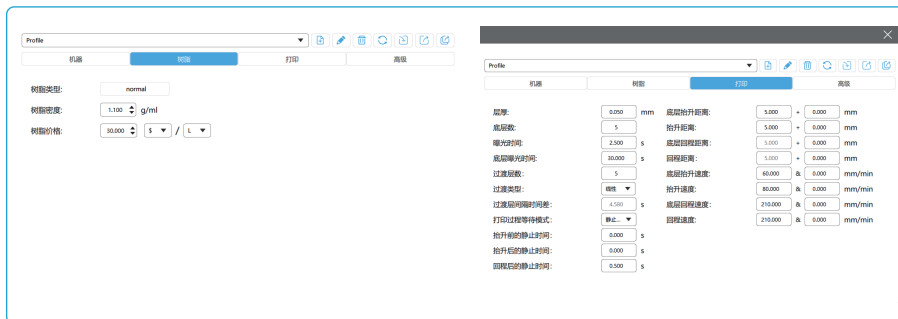 Profile
机器 树脂 打印 高级
树脂类型: normal
树脂密度: 1.100 g/ml
树脂价格: 30.000 $ / L
Profile
机器 树脂 打印 高级
层厚: 0.050 mm 底层抬升距离: 5.000 + 0.000 mm
底层数: 5 抬升距离: 5.000 + 0.000 mm
曝光时间: 2.500 s 底层回程距离: 5.000 + 0.000 mm
底层曝光时间: 30.000 s 回程距离: 5.000 + 0.000 mm
过渡层数: 5 底层抬升速度: 60.000 & 0.000 mm/min
过渡类型: 线性 抬升速度: 80.000 & 0.000 mm/min
过渡层间隔时间差: 4.580 s 底层回程速度: 210.000 & 0.000 mm/min
打印过程等待模式: 静止... 回程速度: 210.000 & 0.000 mm/min
抬升前的静止时间: 0.000 s
抬升后的静止时间: 0.000 s
回程后的静止时间: 0.500 s